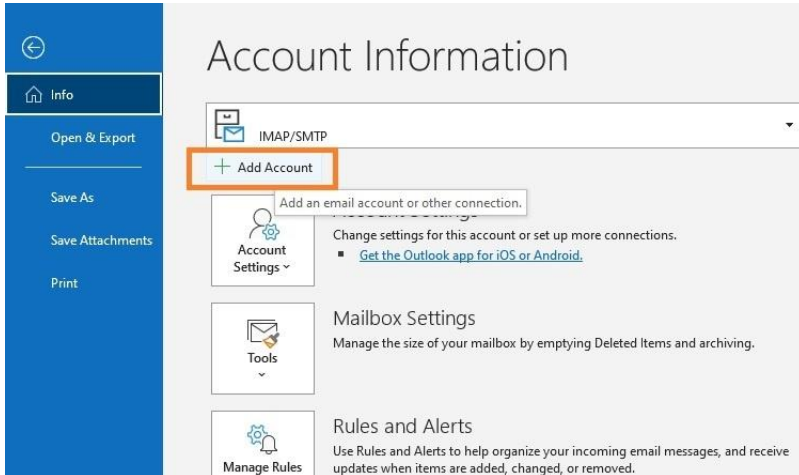 Account Information
Info
IMAP/SMTP
Open & Export
Add Account
Add an email account or other connection.
Save As
Account Settings
Change settings for this account or set up more connections.
Get the Outlook app for iOS or Android.
Account
Settings
Save Attachments
Print
Mailbox Settings
Manage the size of your mailbox by emptying Deleted Items and archiving.
Tools
Rules and Alerts
Use Rules and Alerts to help organize your incoming email messages, and receive
updates when items are added, changed, or removed.
Manage Rules